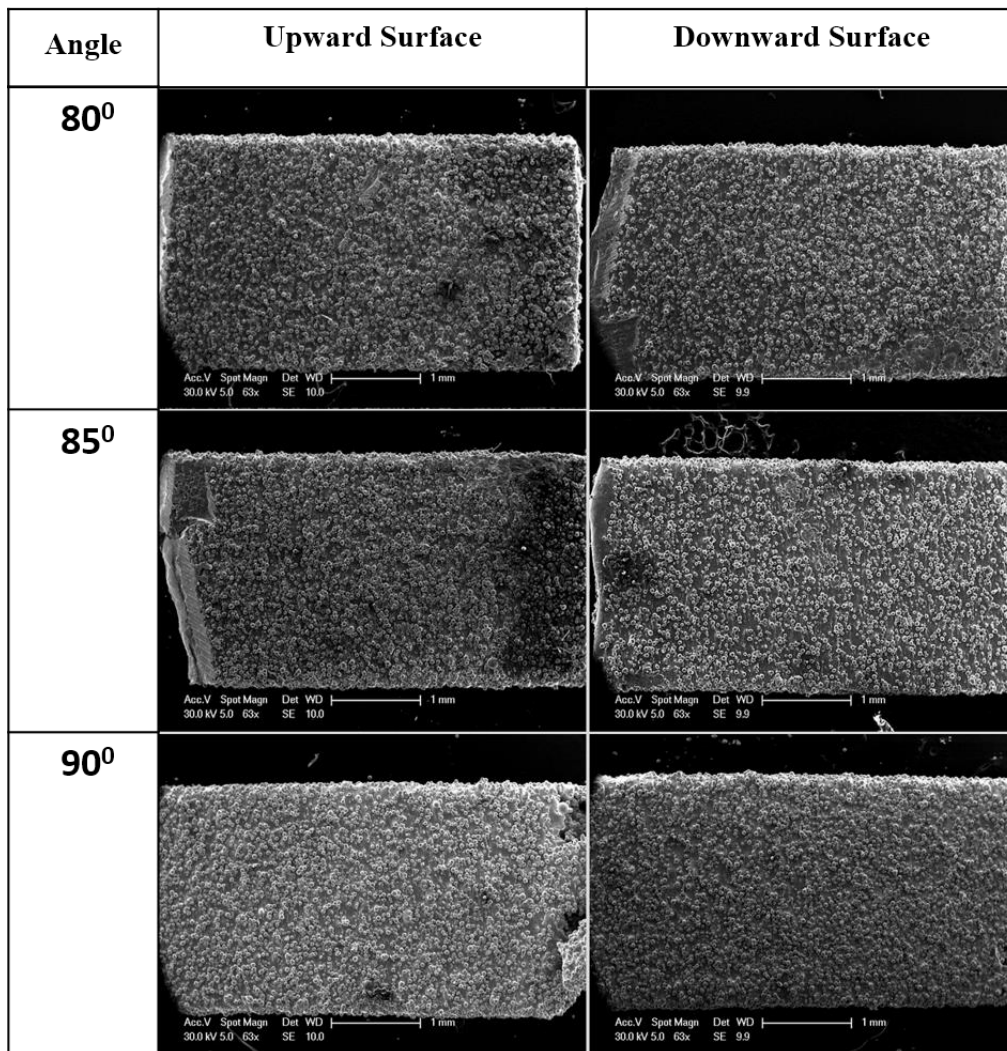 Angle Upward Surface Downward Surface
80⁰
Acc.V Spot Magn Det WD 1 mm
30.0 kV 5.0 63x SE 10.0
Acc.V Spot Magn Det WD 1 mm
30.0 kV 5.0 63x SE 9.9
85⁰
Acc.V Spot Magn Det WD 1 mm
30.0 kV 5.0 63x SE 10.0
Acc.V Spot Magn Det WD 1 mm
30.0 kV 5.0 63x SE 9.9
90⁰
Acc.V Spot Magn Det WD 1 mm
30.0 kV 5.0 63x SE 10.0
Acc.V Spot Magn Det WD 1 mm
30.0 kV 5.0 63x SE 9.9